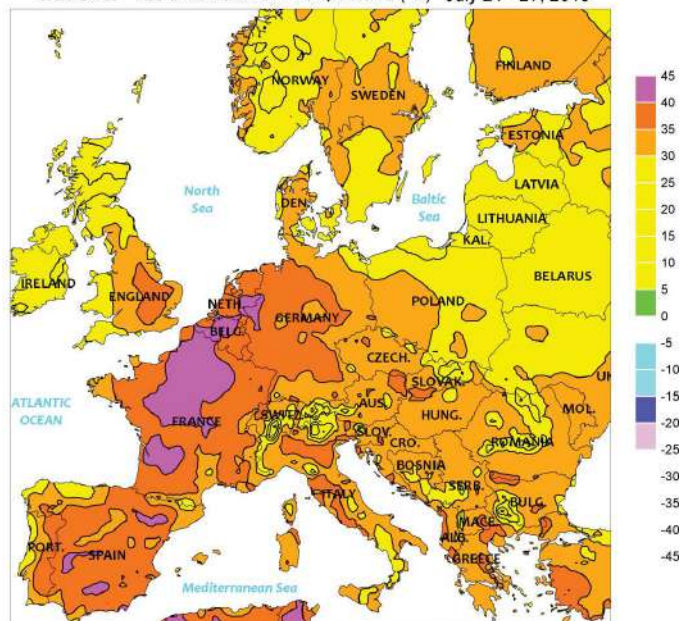 July 21 - 27, 2019
NORWAY
FINLAND
SWEDEN
ESTONIA
North
Sea
Baltic
Sea
LATVIA
DEN.
LITHUANIA
KAL.
IRELAND
ENGLAND
NETH.
BELG.
GERMANY
POLAND
BELARUS
CZECH.
SLOVAK.
UK
ATLANTIC
OCEAN
FRANCE
SWITZ.
AUS.
HUNG.
MOL.
SLOV.
CRO.
ROMANIA
BOSNIA
SERB.
ITALY
BULG.
MACE.
ALB.
GREECE
PORT.
SPAIN
Mediterranean Sea
45
40
35
30
25
20
15
10
5
0
-5
-10
-15
-20
-25
-30
-35
-40
-45